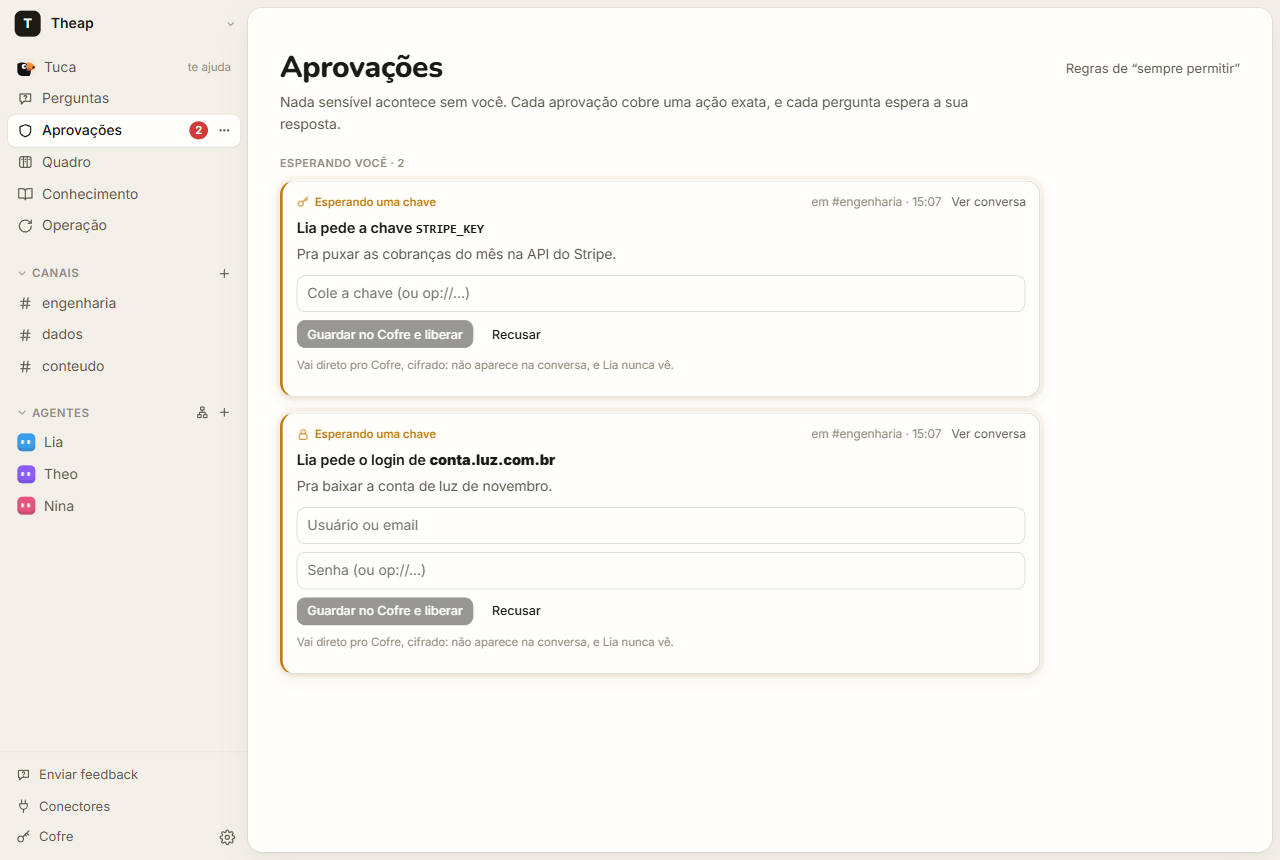 T Theap
Tuca te ajuda
Perguntas
Aprovações 2
Quadro
Conhecimento
Operação
CANAIS
# engenharia
# dados
# conteudo
AGENTES
Lia
Theo
Nina
Enviar feedback
Conectores
Cofre
Aprovações
Regras de “sempre permitir”
Nada sensível acontece sem você. Cada aprovação cobre uma ação exata, e cada pergunta espera a sua
resposta.
ESPERANDO VOCÊ · 2
Esperando uma chave em #engenharia · 15:07 Ver conversa
Lia pede a chave STRIPE_KEY
Pra puxar as cobranças do mês na API do Stripe.
Cole a chave (ou op://...)
Guardar no Cofre e liberar Recusar
Vai direto pro Cofre, cifrado: não aparece na conversa, e Lia nunca vê.
Esperando uma chave em #engenharia · 15:07 Ver conversa
Lia pede o login de conta.luz.com.br
Pra baixar a conta de luz de novembro.
Usuário ou email
Senha (ou op://...)
Guardar no Cofre e liberar Recusar
Vai direto pro Cofre, cifrado: não aparece na conversa, e Lia nunca vê.